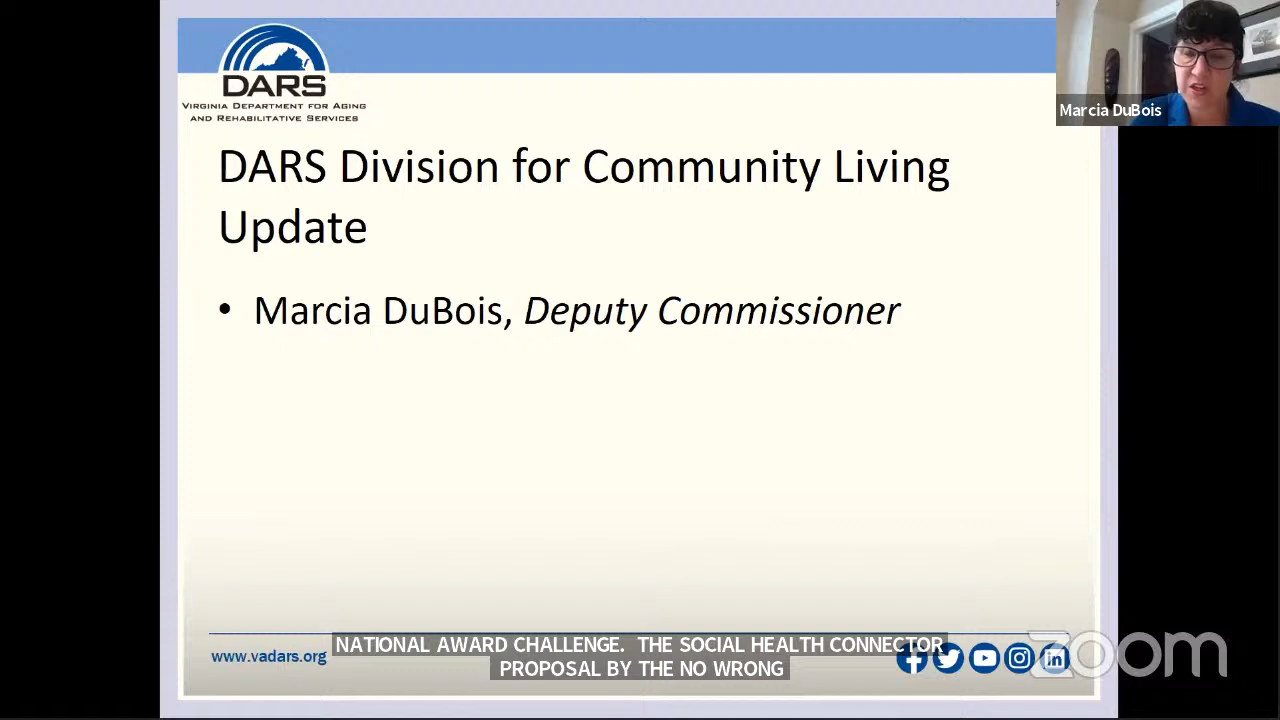 DARS
VIRGINIA DEPARTMENT FOR AGING
AND REHABILITATIVE SERVICES
Marcia DuBois
DARS Division for Community Living
Update
• Marcia DuBois, Deputy Commissioner
www.vadars.org
NATIONAL AWARD CHALLENGE. THE SOCIAL HEALTH CONNECTOR
PROPOSAL BY THE NO WRONG
zoom